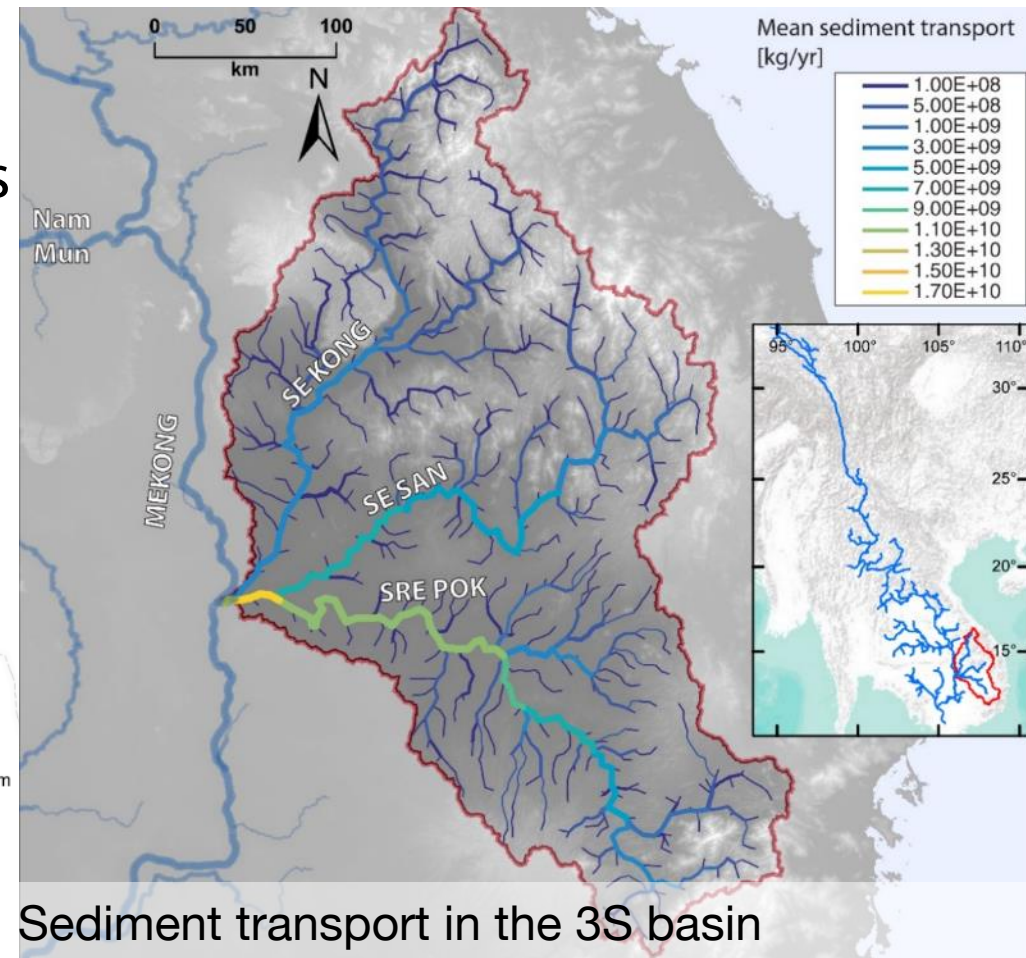 0 50 100
km
N
Mean sediment transport
[kg/yr]
1.00E+08
5.00E+08
1.00E+09
3.00E+09
5.00E+09
7.00E+09
9.00E+09
1.10E+10
1.30E+10
1.50E+10
1.70E+10
s
Nam
Mun
MEKONG
SE KONG
SE SAN
SRE POK
95° 100° 105° 110°
30°
25°
20°
15°
m
Sediment transport in the 3S basin